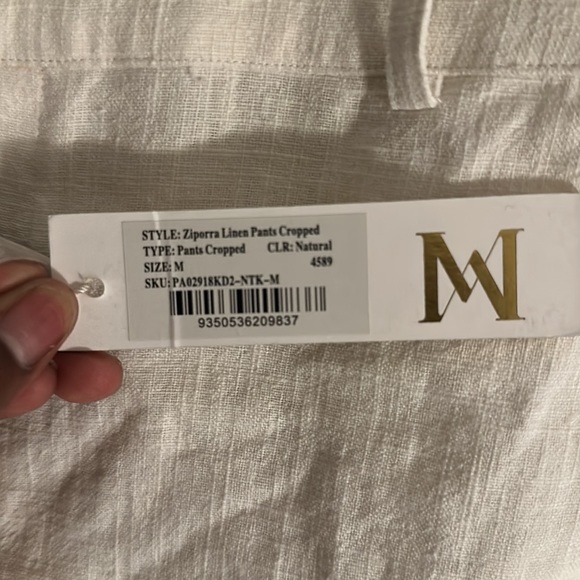 STYLE: Ziporra Linen Pants Cropped
TYPE: Pants Cropped CLR: Natural
SIZE: M 4589
SKU: PA02918KD2-NTK-M
9350536209837
M